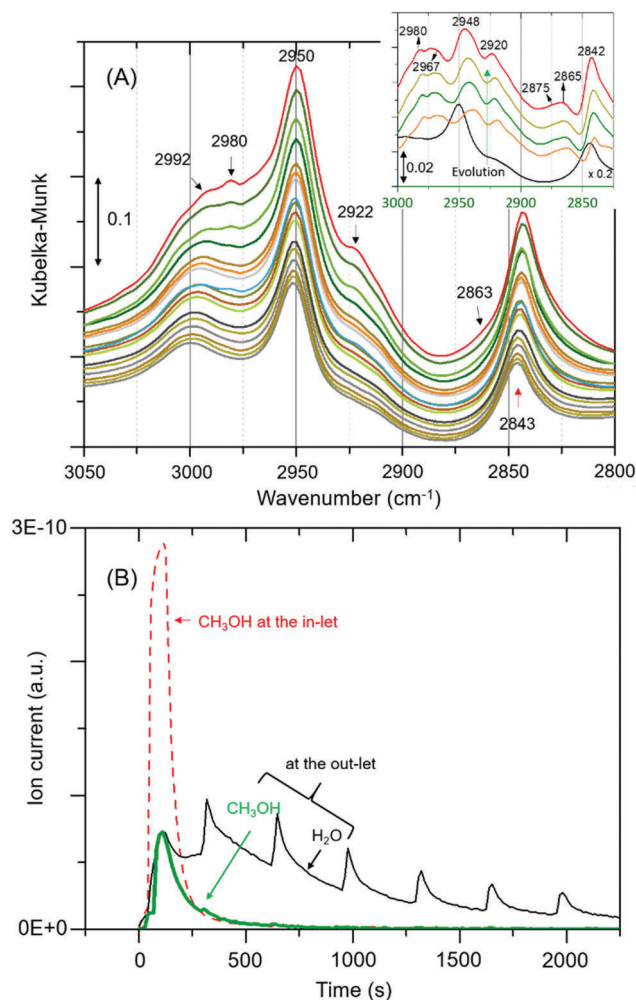 (A)
2992
2980
2950
2922
2863
2843
0.1
Kubelka-Munk
3050
3000
2950
2900
2850
2800
Wavenumber (cm⁻¹)
2980
2967
2948
2920
2875
2865
2842
0.02
Evolution
x 0.2
3000
2950
2900
2850
(B)
3E-10
0E+0
Ion current (a.u.)
CH₃OH at the in-let
at the out-let
CH₃OH
H₂O
0
500
1000
1500
2000
Time (s)